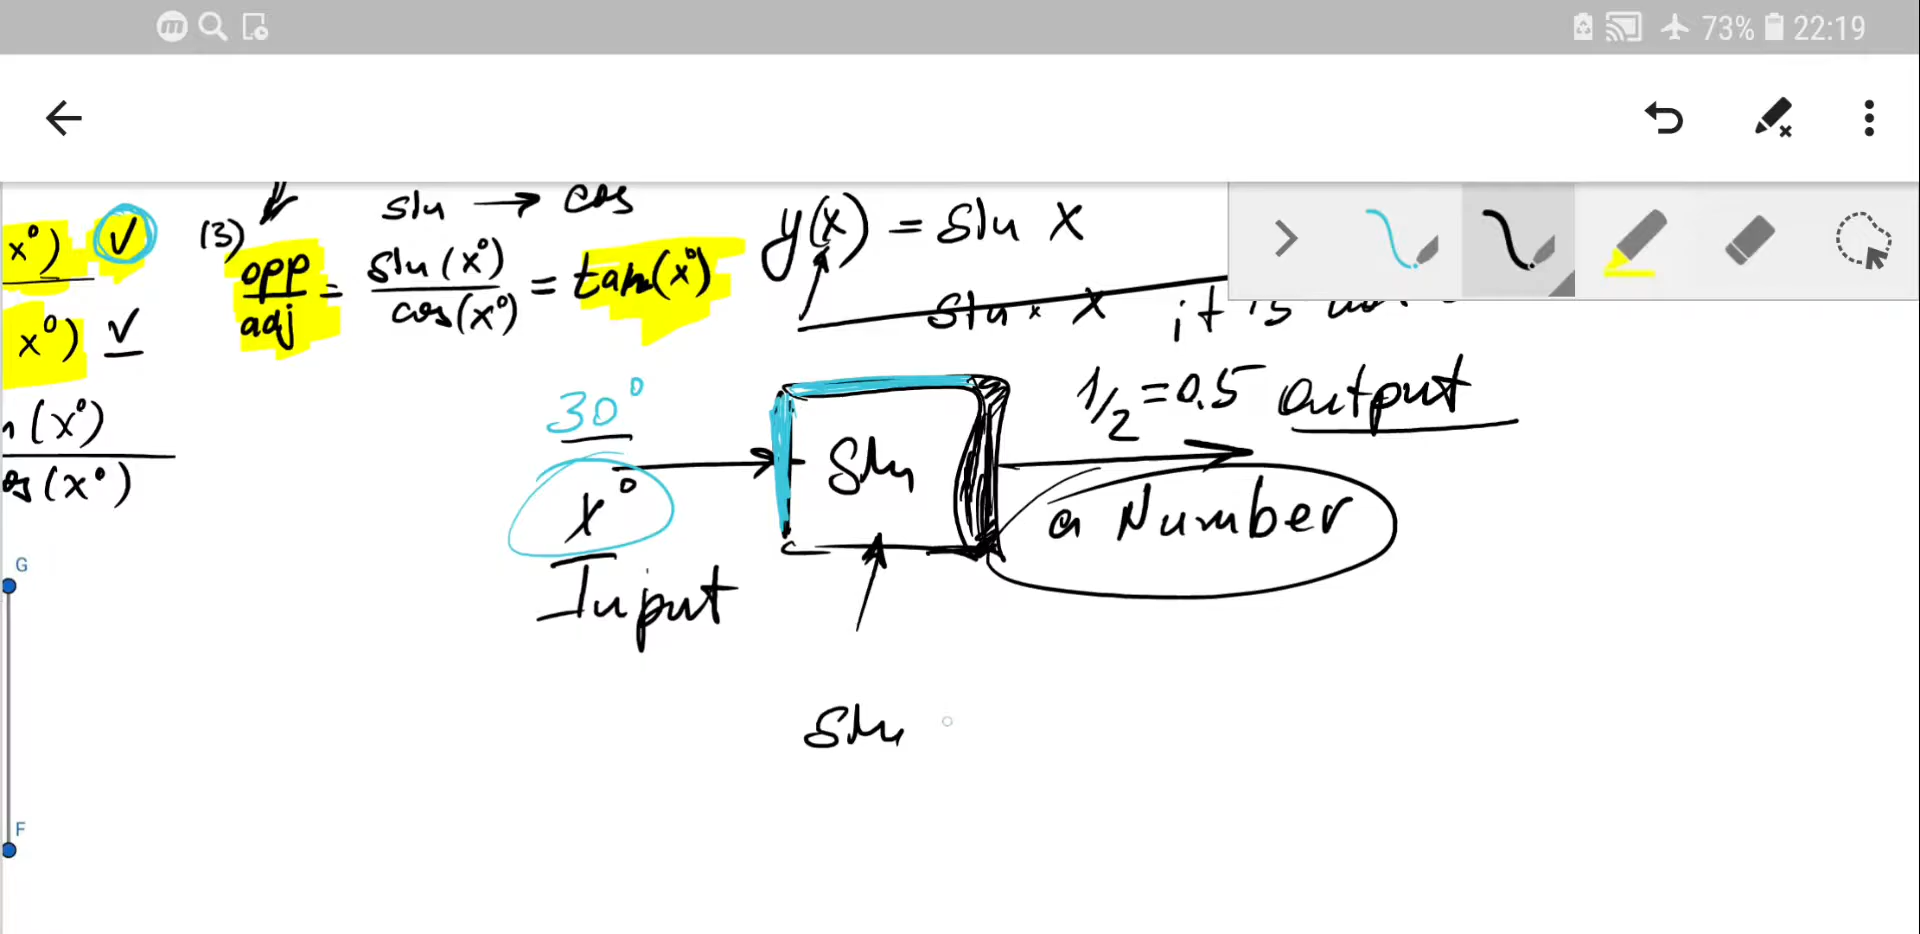 73% 22:19
sin → cos
x°) ✓
(3)
opp/adj = sin(x°)/cos(x°) = tan(x°)
y(x) = sin x
sin × x it is not
x°) ✓
(x°)
(x°)
30°
x°
Input
sin
1/2 = 0.5 output
a Number
sin
G
F